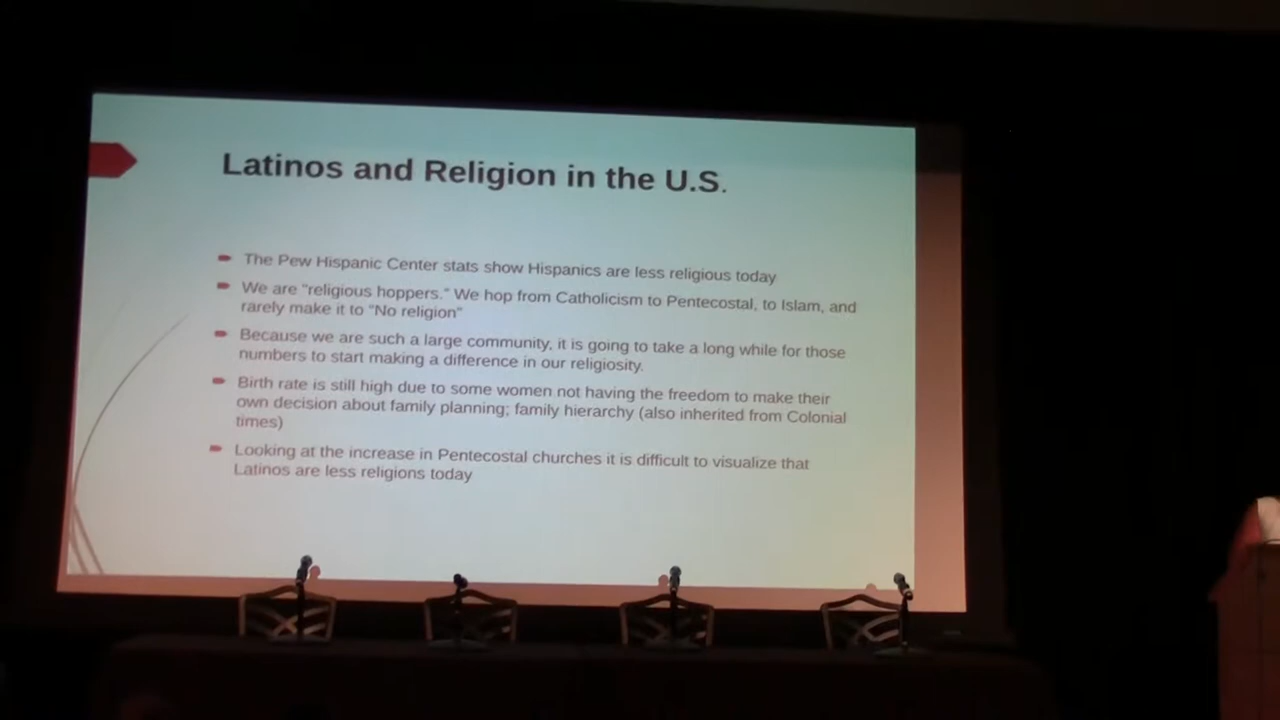 Latinos and Religion in the U.S.
The Pew Hispanic Center stats show Hispanics are less religious today
We are "religious hoppers." We hop from Catholicism to Pentecostal, to Islam, and
rarely make it to "No religion"
Because we are such a large community, it is going to take a long while for those
numbers to start making a difference in our religiosity.
Birth rate is still high due to some women not having the freedom to make their
own decision about family planning; family hierarchy (also inherited from Colonial
times)
Looking at the increase in Pentecostal churches it is difficult to visualize that
Latinos are less religions today